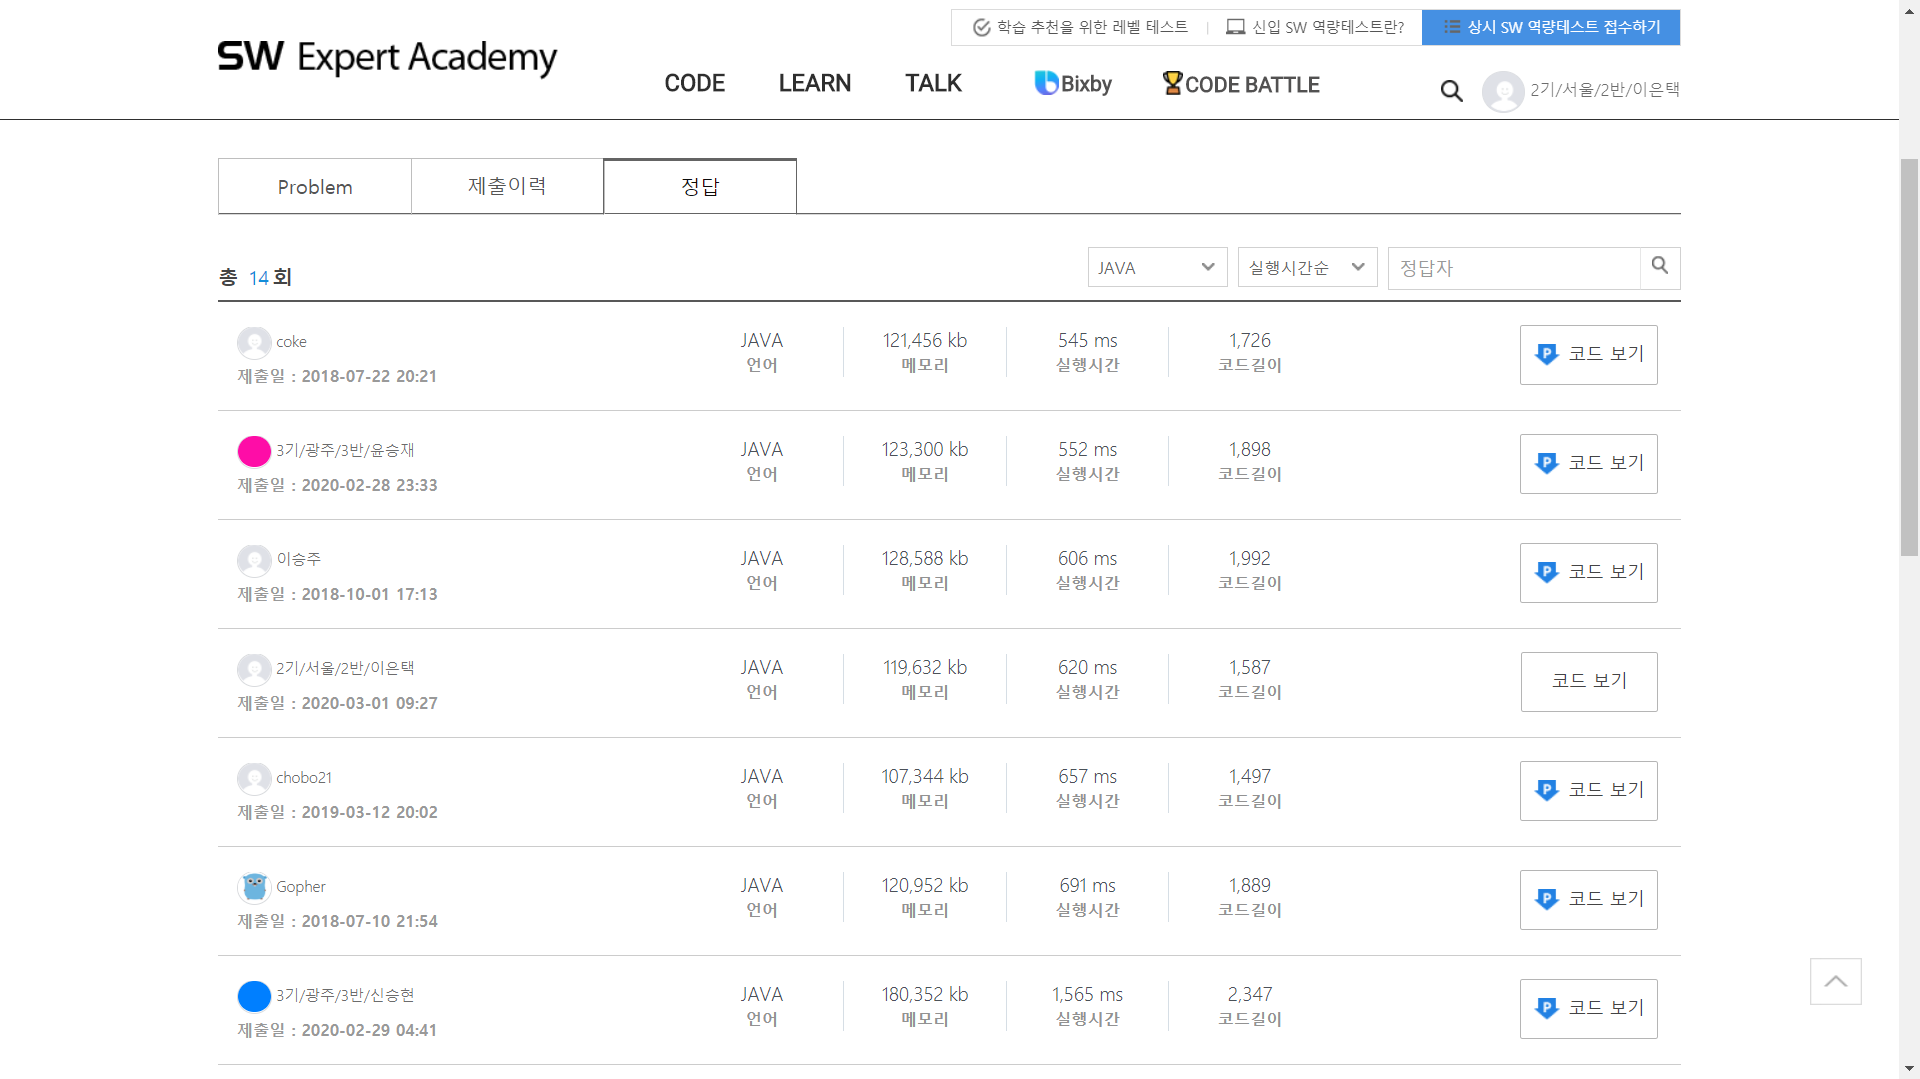 학습 추천을 위한 레벨 테스트
신입 SW 역량테스트란?
상시 SW 역량테스트 접수하기
SW Expert Academy
CODE
LEARN
TALK
Bixby
CODE BATTLE
2기/서울/2반/이은택
Problem
제출이력
정답
총 14 회
JAVA
실행시간순
정답자
coke
제출일 : 2018-07-22 20:21
JAVA
언어
121,456 kb
메모리
545 ms
실행시간
1,726
코드길이
P 코드 보기
3기/광주/3반/윤승재
제출일 : 2020-02-28 23:33
JAVA
언어
123,300 kb
메모리
552 ms
실행시간
1,898
코드길이
P 코드 보기
이승주
제출일 : 2018-10-01 17:13
JAVA
언어
128,588 kb
메모리
606 ms
실행시간
1,992
코드길이
P 코드 보기
2기/서울/2반/이은택
제출일 : 2020-03-01 09:27
JAVA
언어
119,632 kb
메모리
620 ms
실행시간
1,587
코드길이
코드 보기
chobo21
제출일 : 2019-03-12 20:02
JAVA
언어
107,344 kb
메모리
657 ms
실행시간
1,497
코드길이
P 코드 보기
Gopher
제출일 : 2018-07-10 21:54
JAVA
언어
120,952 kb
메모리
691 ms
실행시간
1,889
코드길이
P 코드 보기
3기/광주/3반/신승현
제출일 : 2020-02-29 04:41
JAVA
언어
180,352 kb
메모리
1,565 ms
실행시간
2,347
코드길이
P 코드 보기